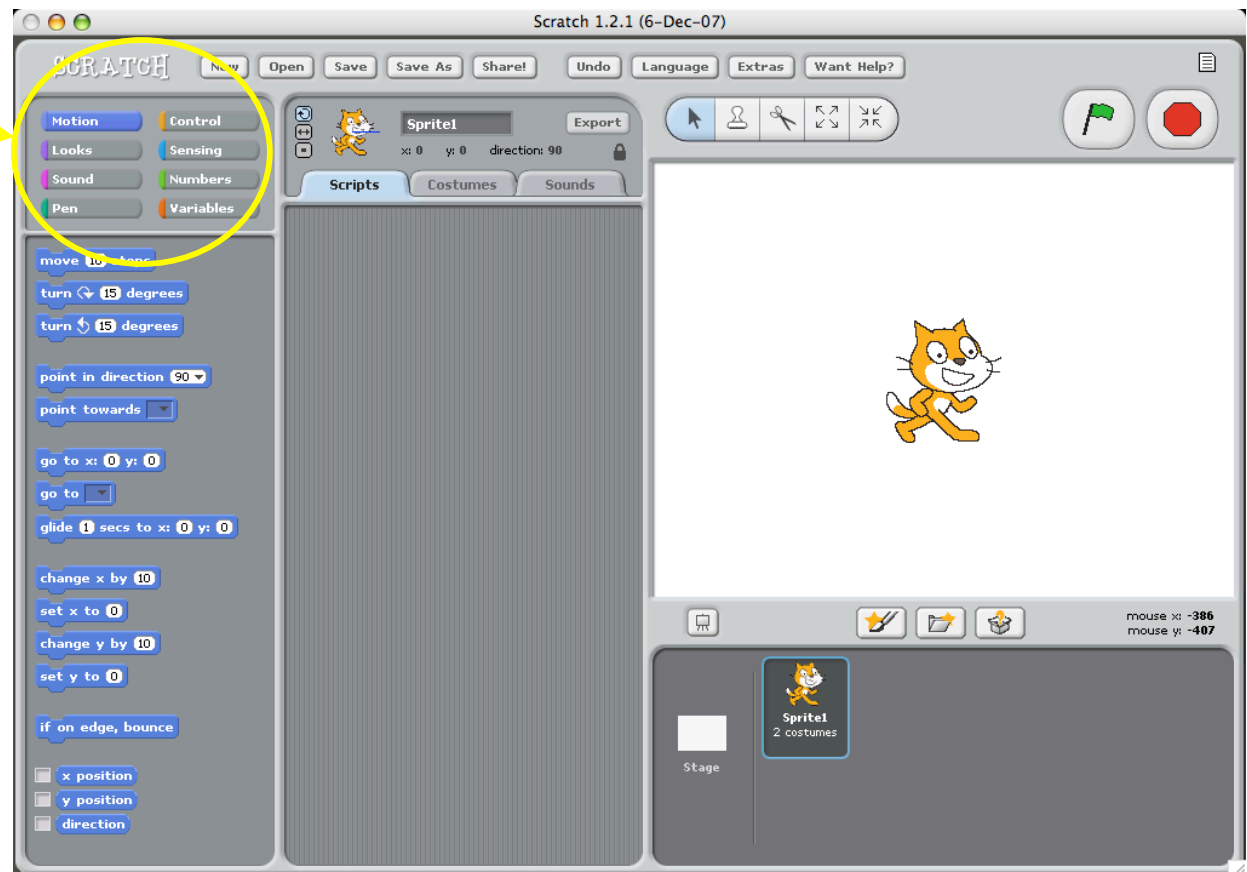 Scratch 1.2.1 (6-Dec-07)
SCRATCH New Open Save Save As Share! Undo Language Extras Want Help?
Motion Control
Looks Sensing
Sound Numbers
Pen Variables
Sprite1 Export
x: 0 y: 0 direction: 90
Scripts Costumes Sounds
move 10 steps
turn 15 degrees
turn 15 degrees
point in direction 90
point towards
go to x: 0 y: 0
go to
glide 1 secs to x: 0 y: 0
change x by 10
set x to 0
change y by 10
set y to 0
if on edge, bounce
x position
y position
direction
mouse x: -386
mouse y: -407
Sprite1
2 costumes
Stage